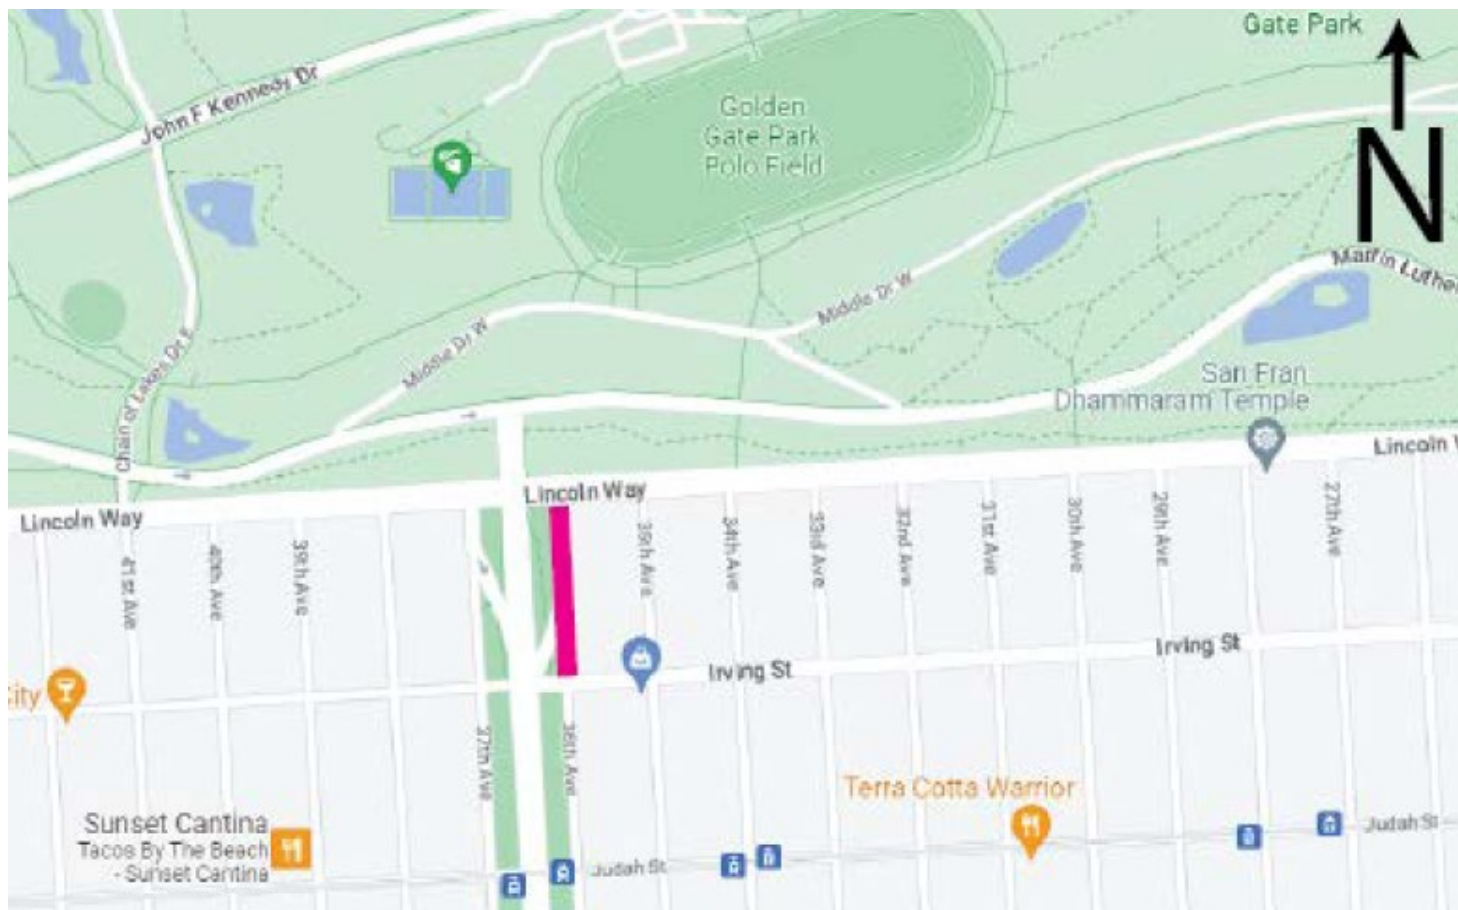 Gate Park
N
John F Kennedy Dr
Golden
Gate Park
Polo Field
Martin Luthe
Middle Dr W
Middle Dr W
Chain of Lakes Dr E
San Fran
Dhammaram Temple
Lincoln W
Lincoln Way
Lincoln Way
41st Ave
40th Ave
39th Ave
35th Ave
34th Ave
33rd Ave
32nd Ave
31st Ave
30th Ave
29th Ave
27th Ave
Irving St
Irving St
City
37th Ave
36th Ave
Terra Cotta Warrior
Sunset Cantina
Tacos By The Beach
- Sunset Cantina
Judah St
Judah St